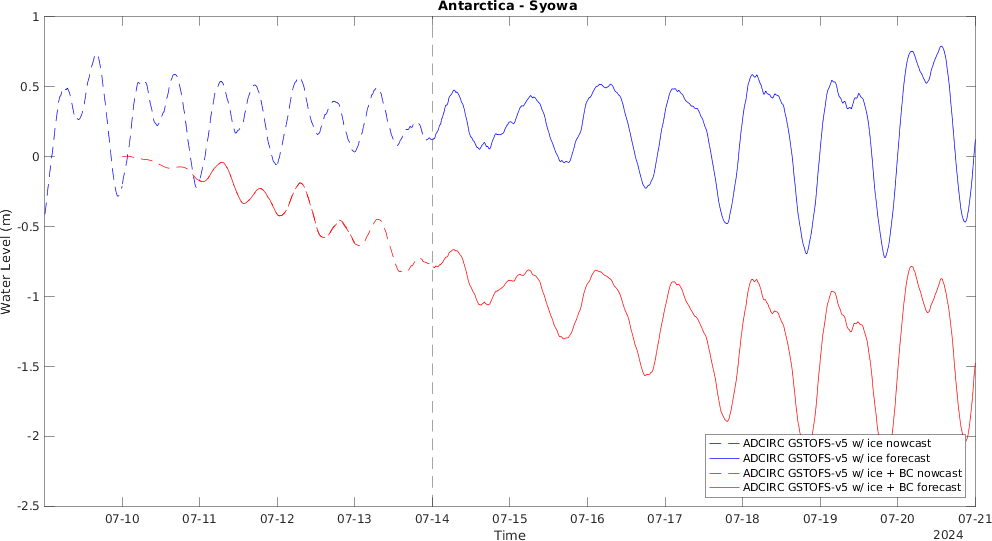 Antarctica - Syowa
1
0.5
0
-0.5
-1
-1.5
-2
-2.5
Water Level (m)
ADCIRC GSTOFS-v5 w/ ice nowcast
ADCIRC GSTOFS-v5 w/ ice forecast
ADCIRC GSTOFS-v5 w/ ice + BC nowcast
ADCIRC GSTOFS-v5 w/ ice + BC forecast
07-10 07-11 07-12 07-13 07-14 07-15 07-16 07-17 07-18 07-19 07-20 07-21
Time
2024